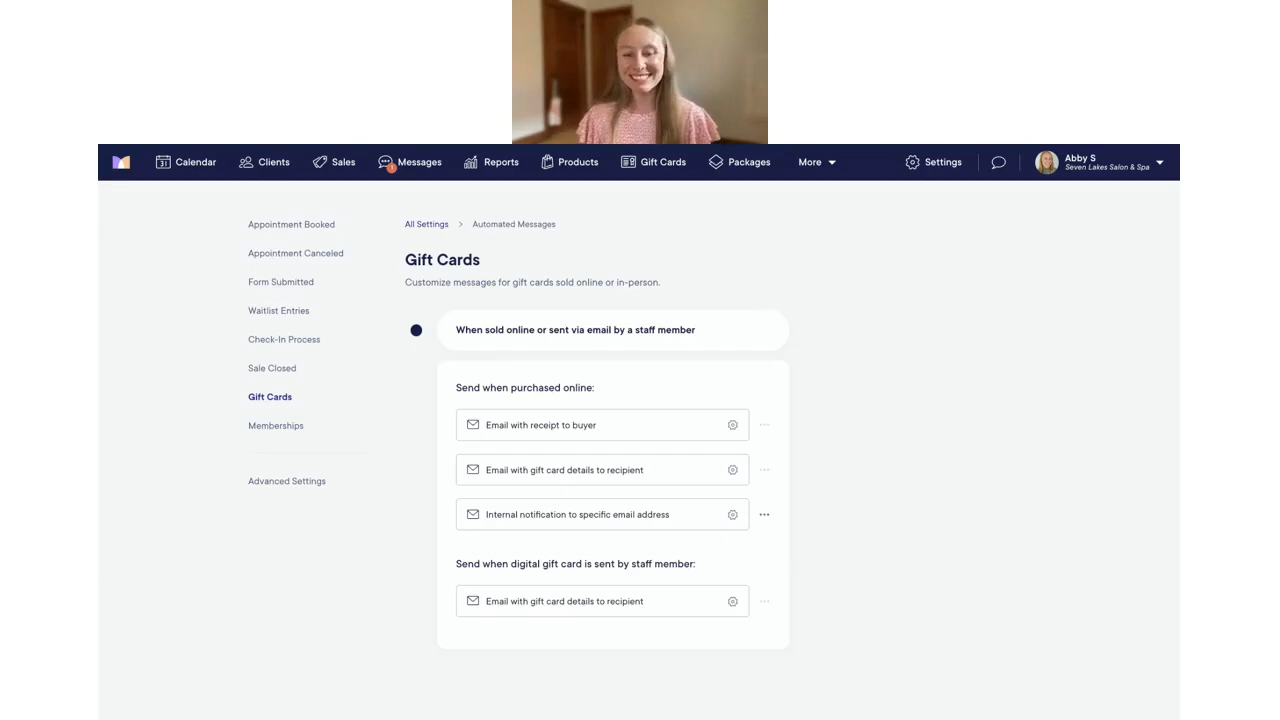 31 Calendar Clients Sales Messages Reports Products Gift Cards Packages More Settings Abby S
1
Seven Lakes Salon & Spa
Appointment Booked
Appointment Canceled
Form Submitted
Waitlist Entries
Check-In Process
Sale Closed
Gift Cards
Memberships
Advanced Settings
All Settings > Automated Messages
Gift Cards
Customize messages for gift cards sold online or in-person.
When sold online or sent via email by a staff member
Send when purchased online:
Email with receipt to buyer
Email with gift card details to recipient
Internal notification to specific email address
Send when digital gift card is sent by staff member:
Email with gift card details to recipient